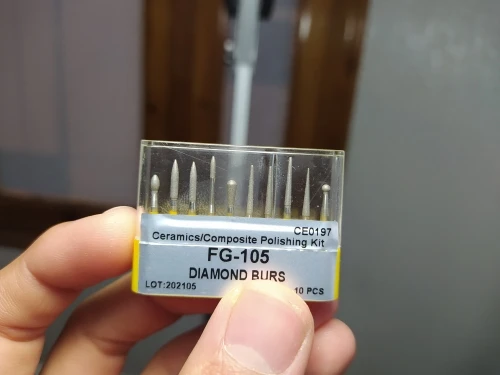 CE0197
Ceramics/Composite Polishing Kit
FG-105
DIAMOND BURS
LOT:202105 10 PCS